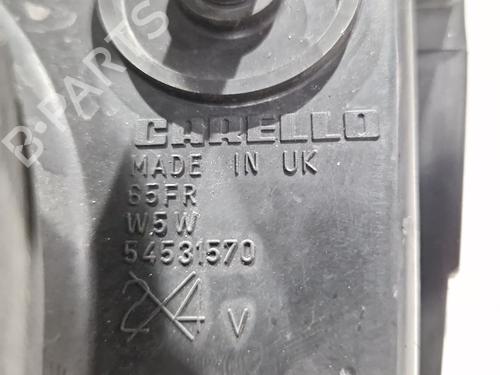 B-PARTS
CARELLO
MADE IN UK
65FR
W5W
54531570
24 V